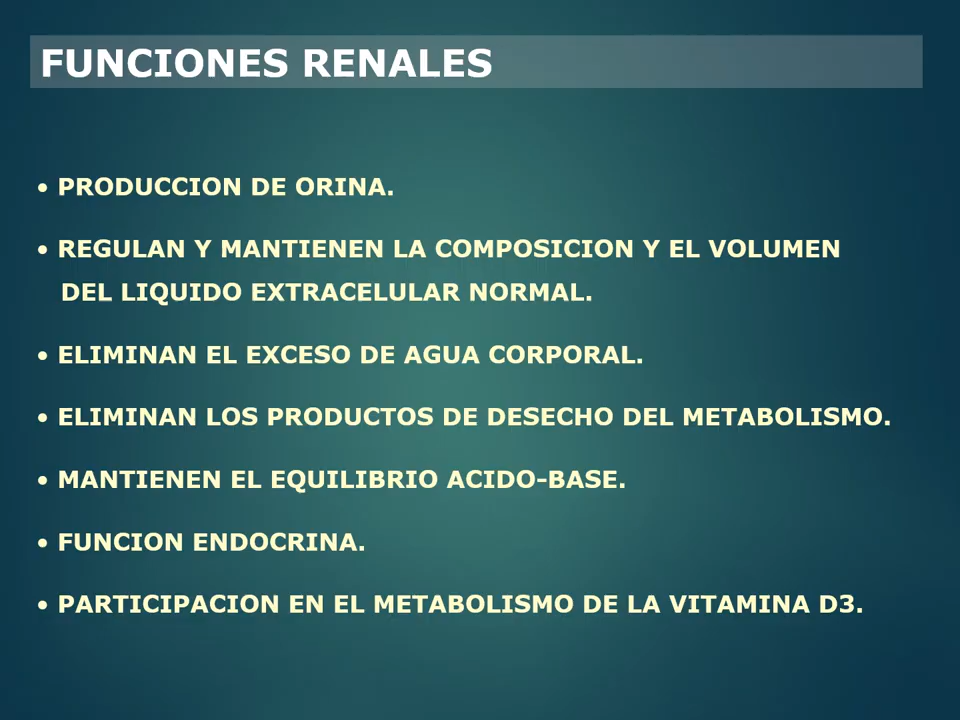 FUNCIONES RENALES
• PRODUCCION DE ORINA.
• REGULAN Y MANTIENEN LA COMPOSICION Y EL VOLUMEN
DEL LIQUIDO EXTRACELULAR NORMAL.
• ELIMINAN EL EXCESO DE AGUA CORPORAL.
• ELIMINAN LOS PRODUCTOS DE DESECHO DEL METABOLISMO.
• MANTIENEN EL EQUILIBRIO ACIDO-BASE.
• FUNCION ENDOCRINA.
• PARTICIPACION EN EL METABOLISMO DE LA VITAMINA D3.